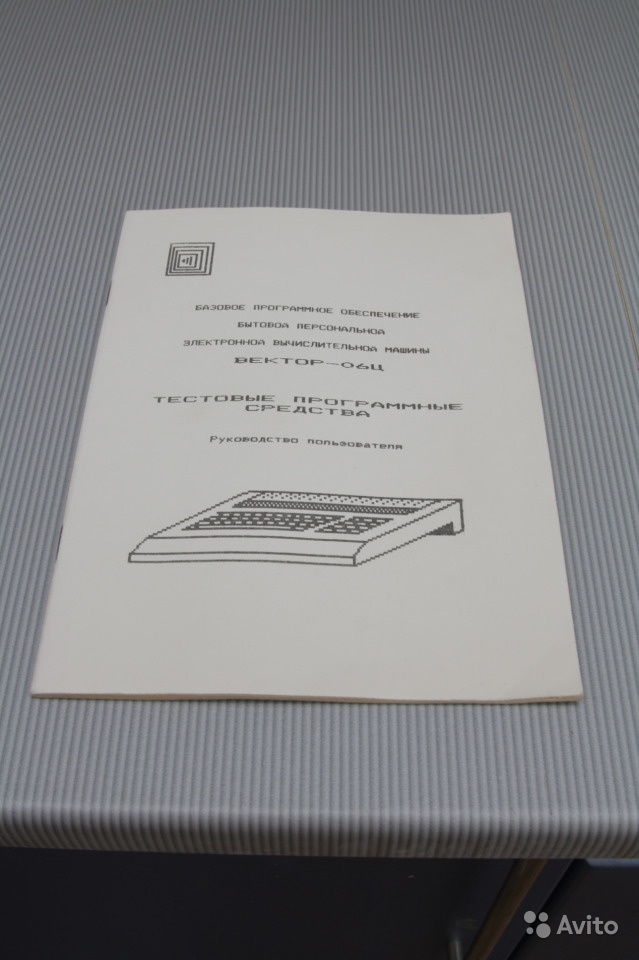 БАЗОВОЕ ПРОГРАММНОЕ ОБЕСПЕЧЕНИЕ
БЫТОВОЙ ПЕРСОНАЛЬНОЙ
ЭЛЕКТРОННОЙ ВЫЧИСЛИТЕЛЬНОЙ МАШИНЫ
ВЕКТОР-06Ц
ТЕСТОВЫЕ ПРОГРАММНЫЕ
СРЕДСТВА
Руководство пользователя
Avito